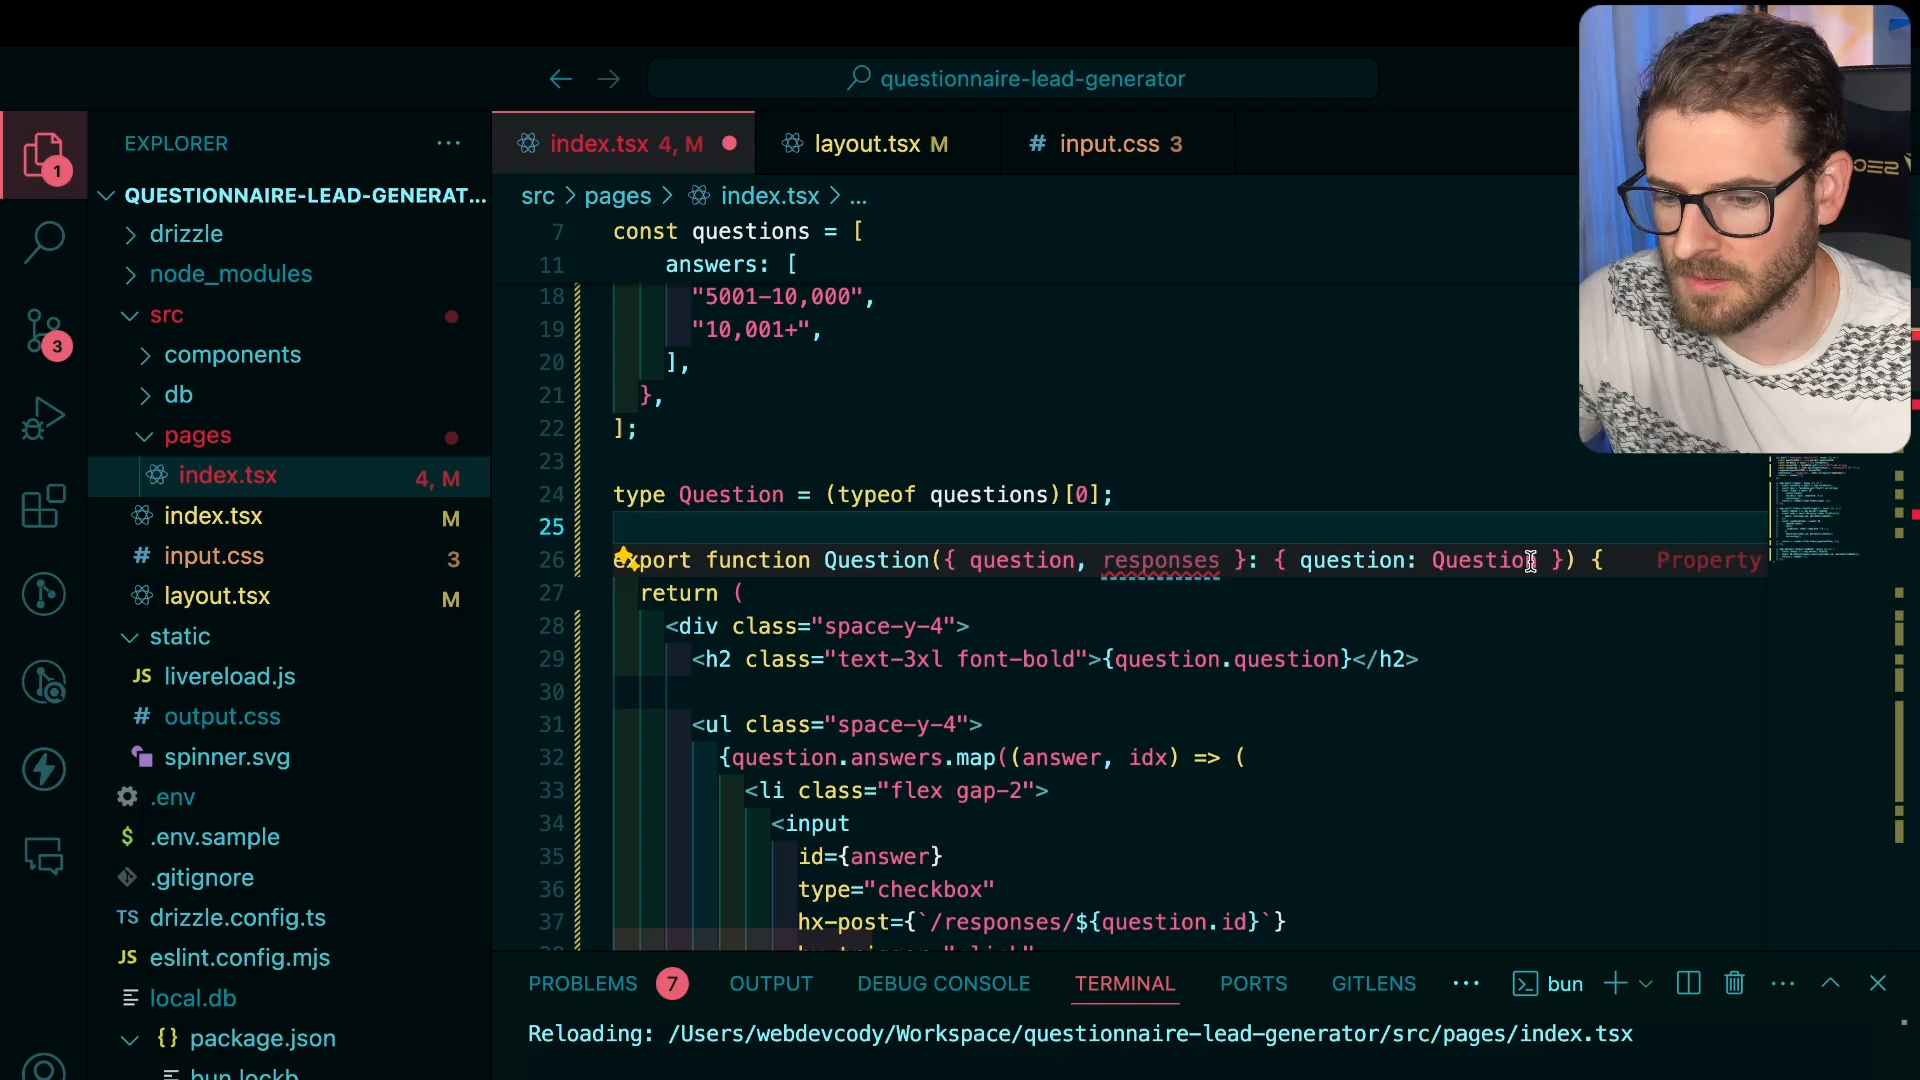 questionnaire-lead-generator
1
EXPLORER
QUESTIONNAIRE-LEAD-GENERAT...
drizzle
node_modules
src
components
db
pages
index.tsx 4, M
index.tsx M
input.css 3
layout.tsx M
static
livereload.js
output.css
spinner.svg
.env
.env.sample
.gitignore
drizzle.config.ts
eslint.config.mjs
local.db
package.json
bun.lockb
3
index.tsx 4, M
layout.tsx M
input.css 3
src > pages > index.tsx > ...
7 const questions = [
11 answers: [
18 "5001-10,000",
19 "10,001+",
20 ],
21 },
22 ];
23
24 type Question = (typeof questions)[0];
25
26 export function Question({ question, responses }: { question: Question }) { Property
27 return (
28 <div class="space-y-4">
29 <h2 class="text-3xl font-bold">{question.question}</h2>
30
31 <ul class="space-y-4">
32 {question.answers.map((answer, idx) => (
33 <li class="flex gap-2">
34 <input
35 id={answer}
36 type="checkbox"
37 hx-post={`/responses/${question.id}`}
PROBLEMS 7 OUTPUT DEBUG CONSOLE TERMINAL PORTS GITLENS ... bun
Reloading: /Users/webdevcody/Workspace/questionnaire-lead-generator/src/pages/index.tsx